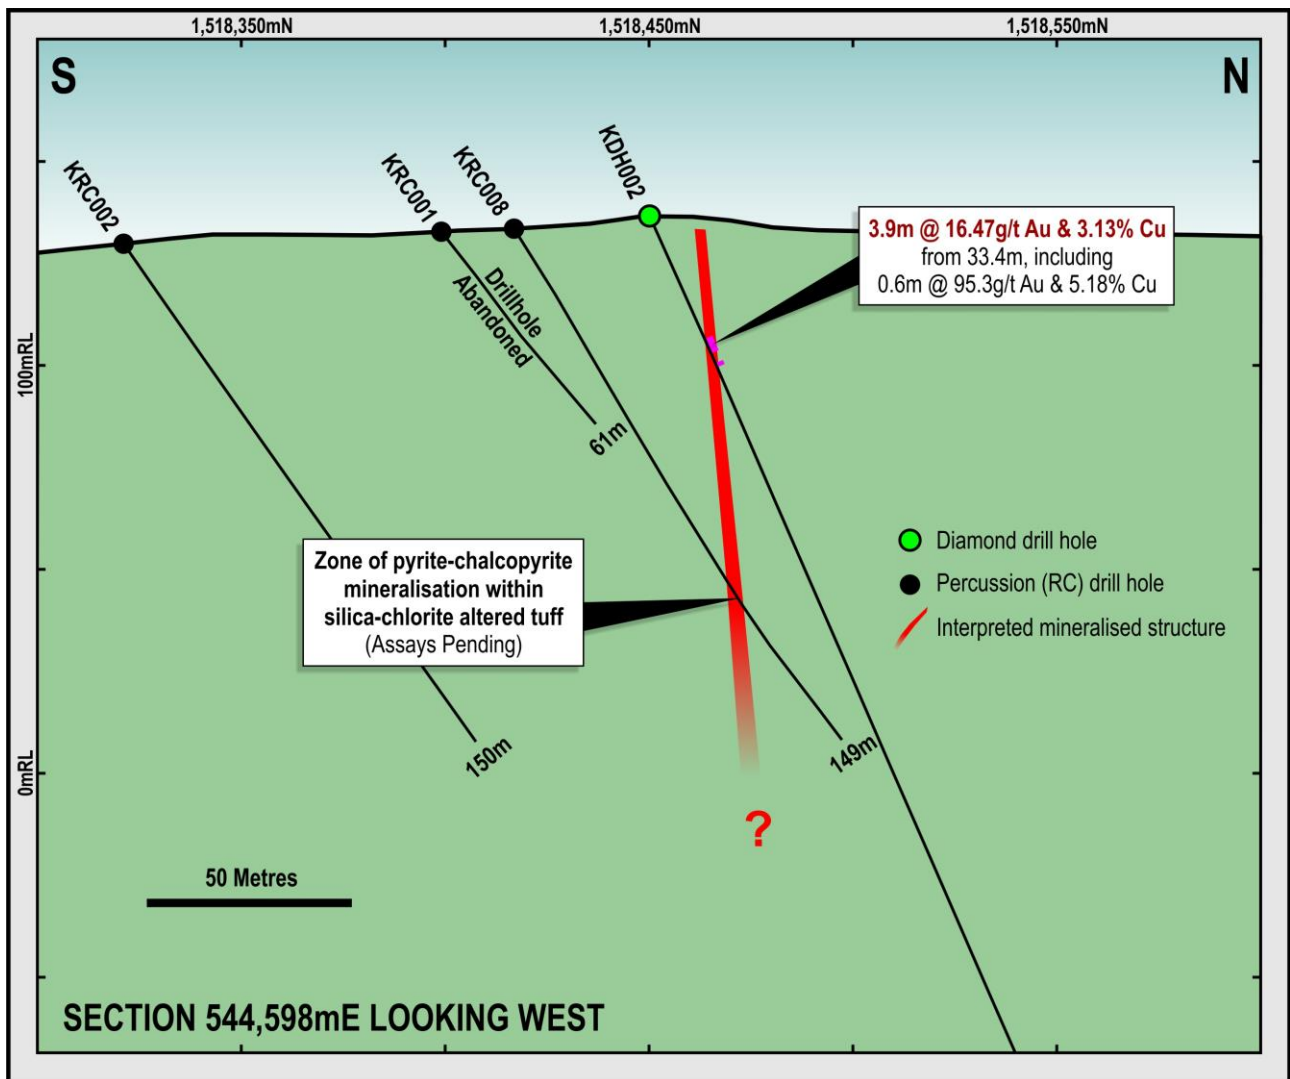 1,518,350mN
1,518,450mN
1,518,550mN
S
N
KRC002
KRC001
KRC008
KDH002
3.9m @ 16.47g/t Au & 3.13% Cu
from 33.4m, including
0.6m @ 95.3g/t Au & 5.18% Cu
Drillhole
Abandoned
100mRL
61m
Diamond drill hole
Percussion (RC) drill hole
Interpreted mineralised structure
Zone of pyrite-chalcopyrite
mineralisation within
silica-chlorite altered tuff
(Assays Pending)
150m
149m
0mRL
?
50 Metres
SECTION 544,598mE LOOKING WEST